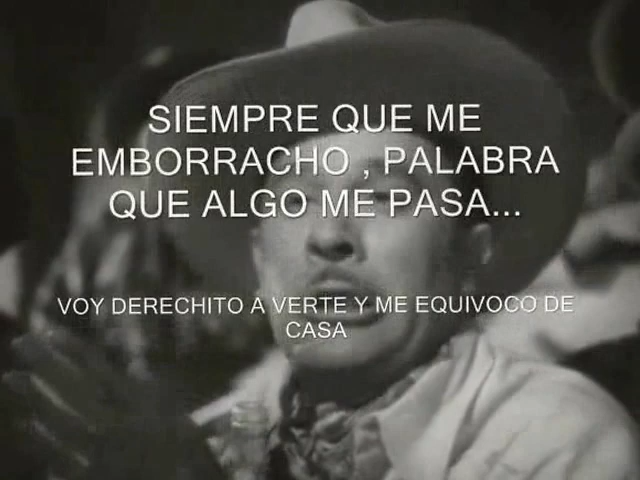 SIEMPRE QUE ME
EMBORRACHO , PALABRA
QUE ALGO ME PASA...
VOY DERECHITO A VERTE Y ME EQUIVOCO DE
CASA